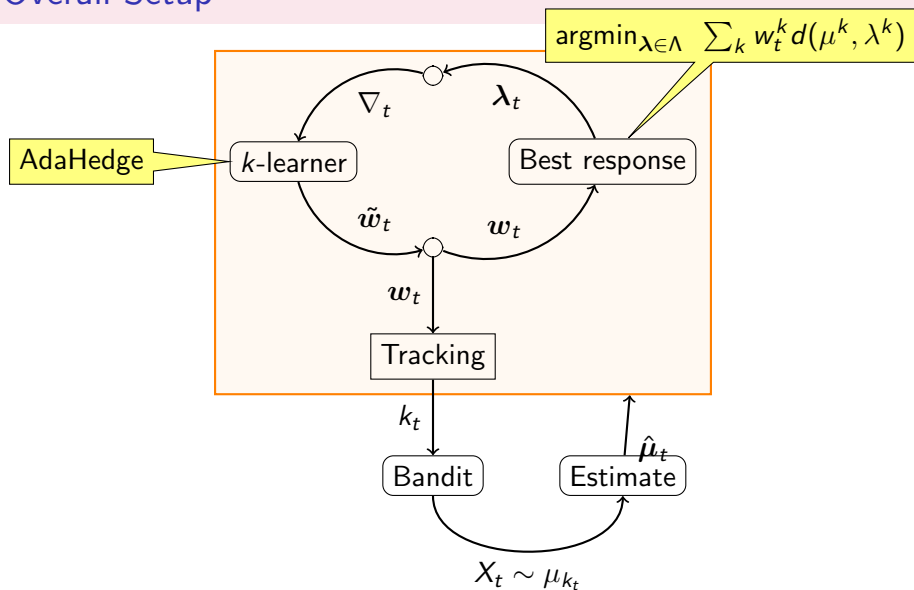 Overall Setup
argmin_{λ∈Λ} ∑_k w_t^k d(μ^k, λ^k)
∇_t
λ_t
AdaHedge
k-learner
Best response
w̃_t
w_t
w_t
Tracking
k_t
μ̂_t
Bandit
Estimate
X_t ∼ μ_{k_t}